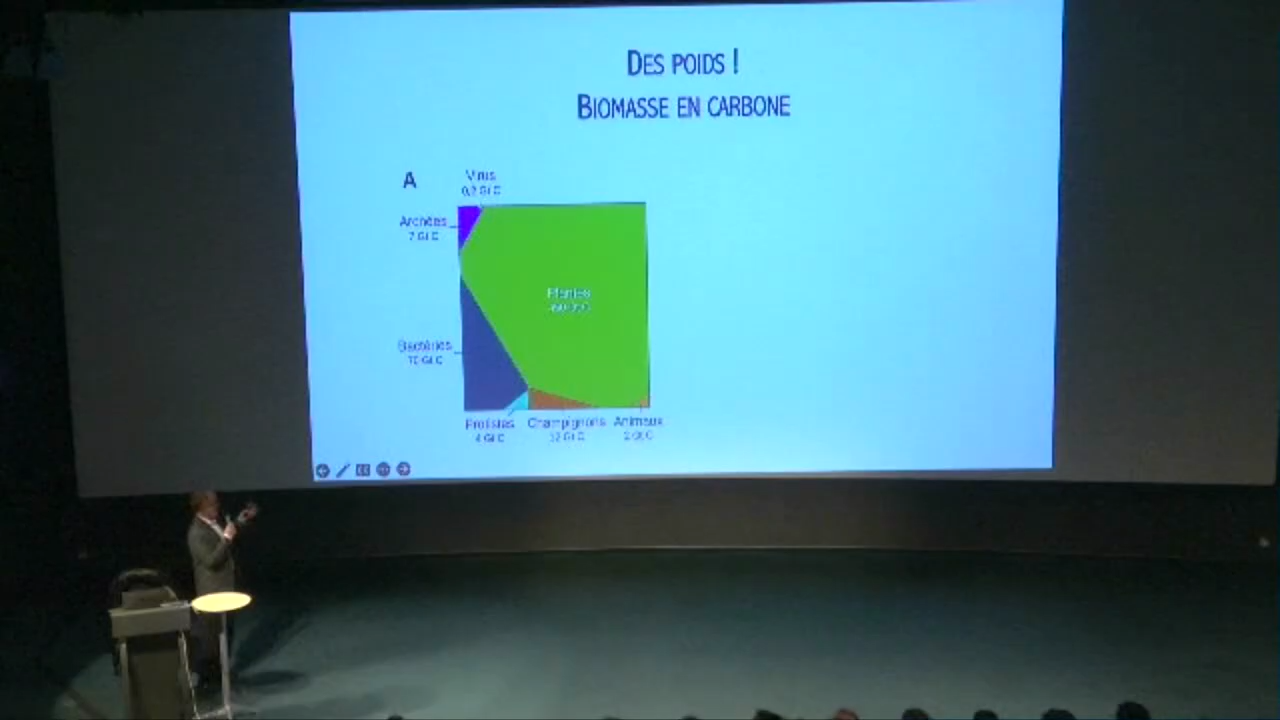 DES POIDS !
BIOMASSE EN CARBONE
A
Virus
0,2 Gt C
Archées
7 Gt C
Plantes
Bactéries
70 Gt C
Protistes
4 Gt C
Champignons
12 Gt C
Animaux
2 Gt C